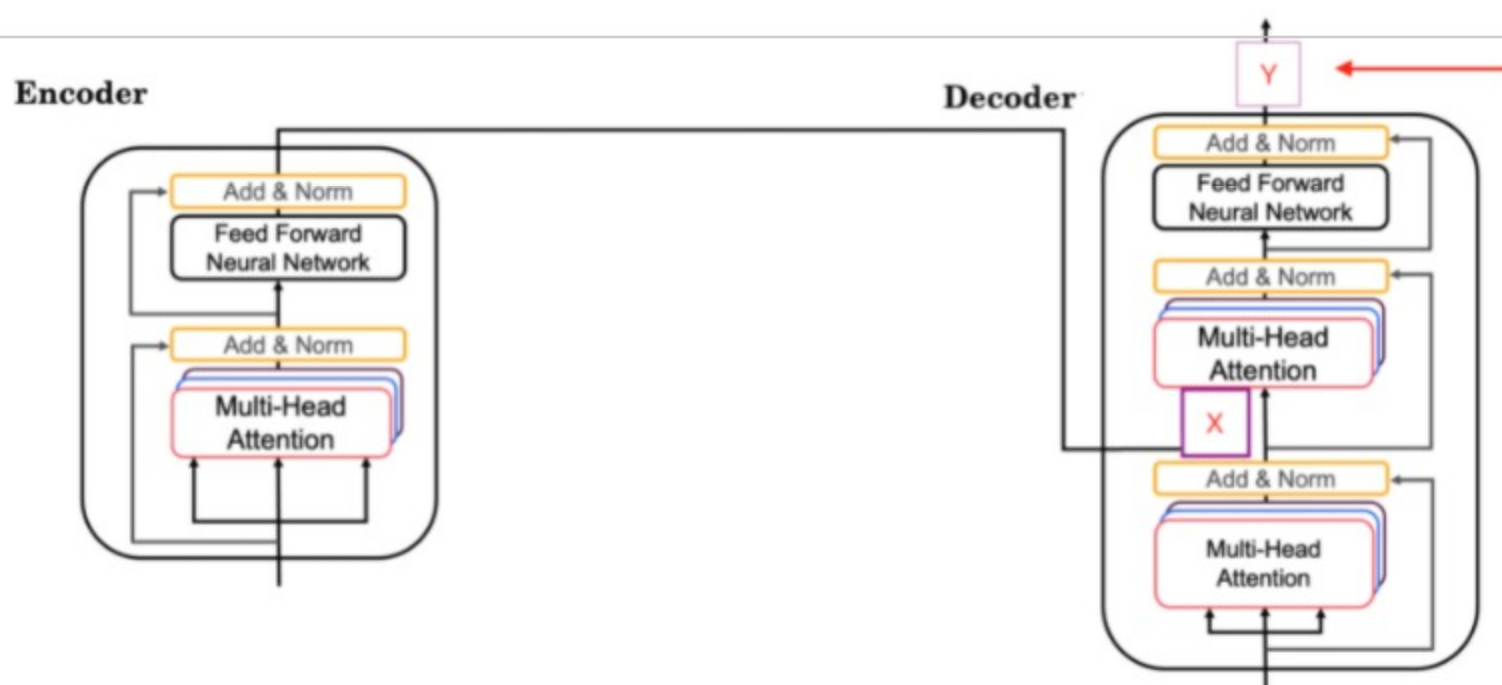 Encoder
Add & Norm
Feed Forward
Neural Network
Add & Norm
Multi-Head
Attention
Decoder
Y
Add & Norm
Feed Forward
Neural Network
Add & Norm
Multi-Head
Attention
X
Add & Norm
Multi-Head
Attention